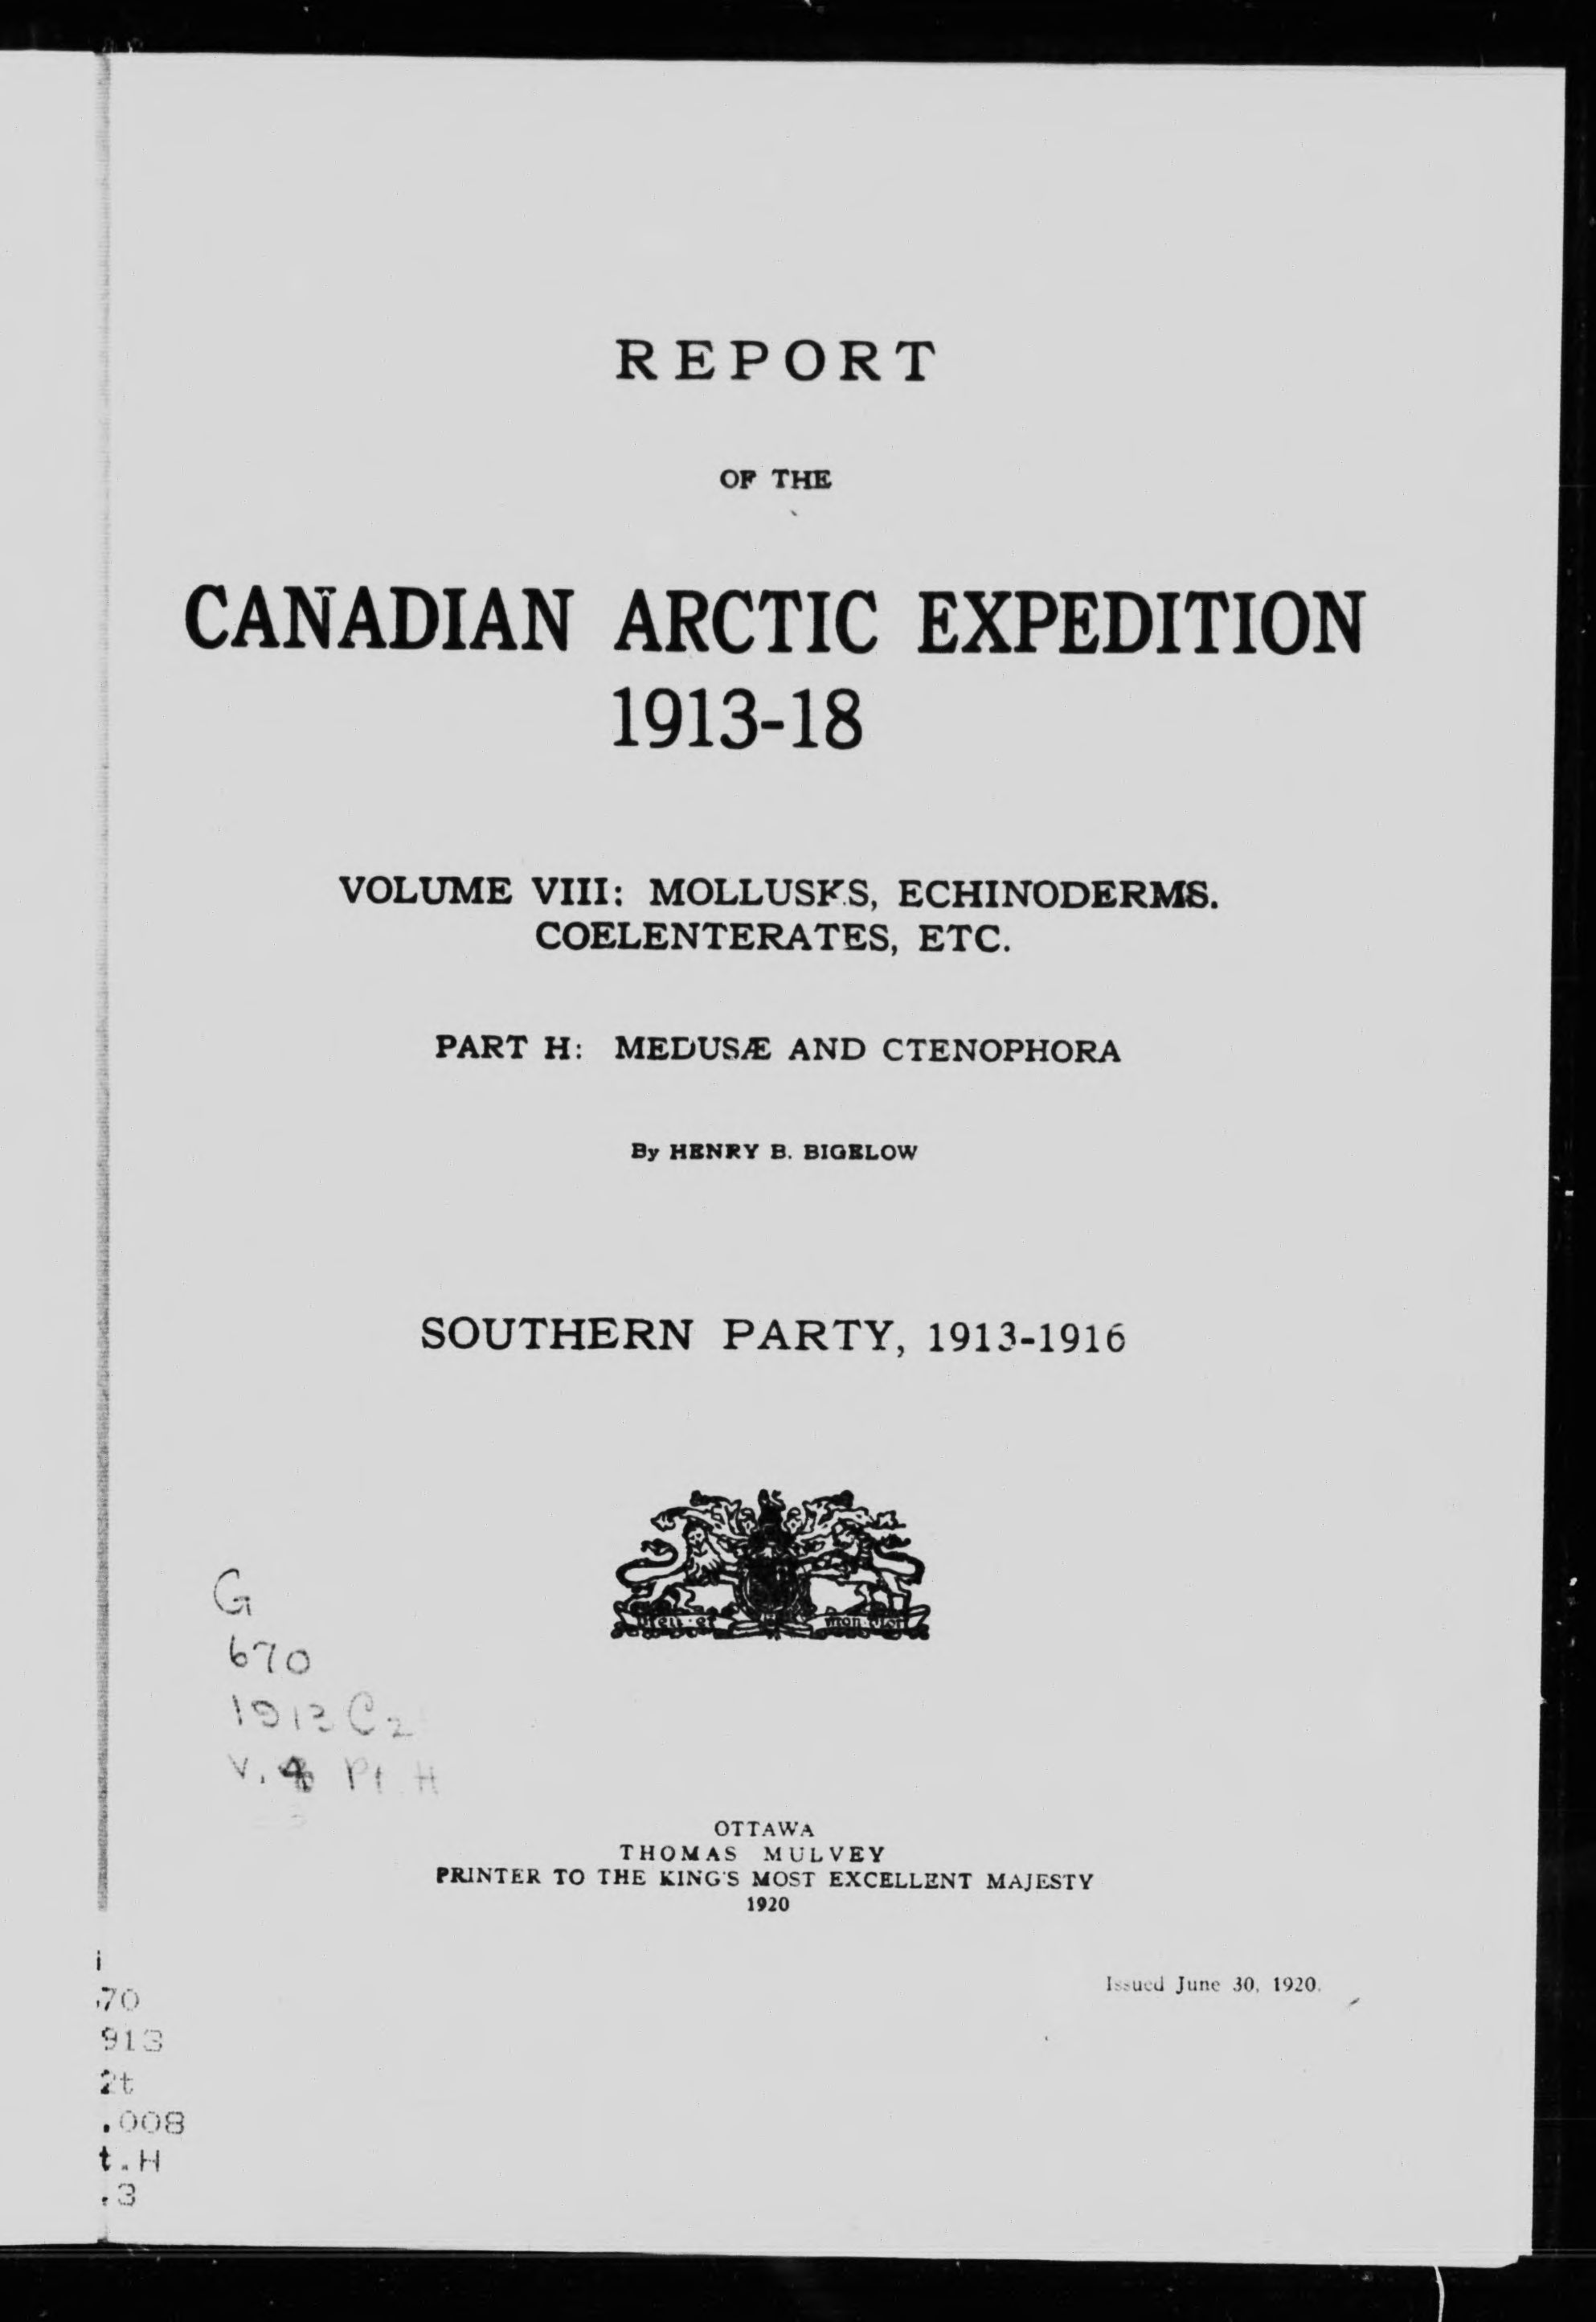 REPORT
OF THE
CANADIAN ARCTIC EXPEDITION
1913-18
VOLUME VIII: MOLLUSKS, ECHINODERMS.
COELENTERATES, ETC.
PART H: MEDUSÆ AND CTENOPHORA
By HENRY B. BIGELOW
SOUTHERN PARTY, 1913-1916
G
670
1913 C2
V. Pt. H
OTTAWA
THOMAS MULVEY
PRINTER TO THE KING'S MOST EXCELLENT MAJESTY
1920
Issued June 30, 1920.
70
913
2t
.008
t.H
.3